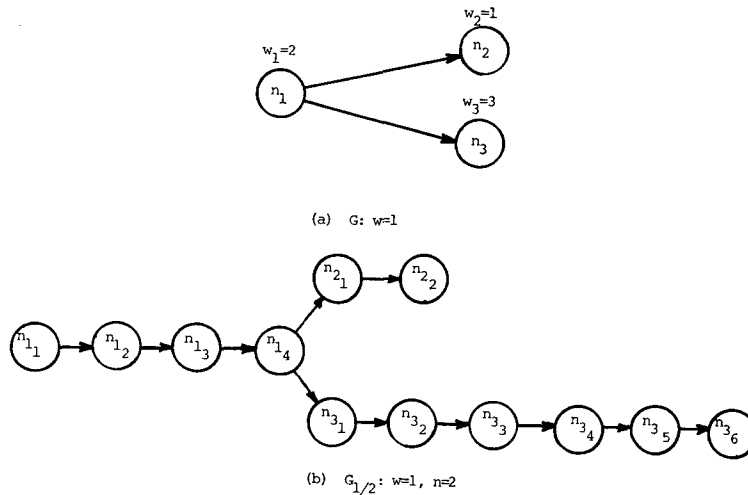 w₂=1
n₂
w₁=2
n₁
w₃=3
n₃
(a) G: w=1
n₂₁ n₂₂
n₁₁ n₁₂ n₁₃ n₁₄
n₃₁ n₃₂ n₃₃ n₃₄ n₃₅ n₃₆
(b) G₁/₂: w=1, n=2